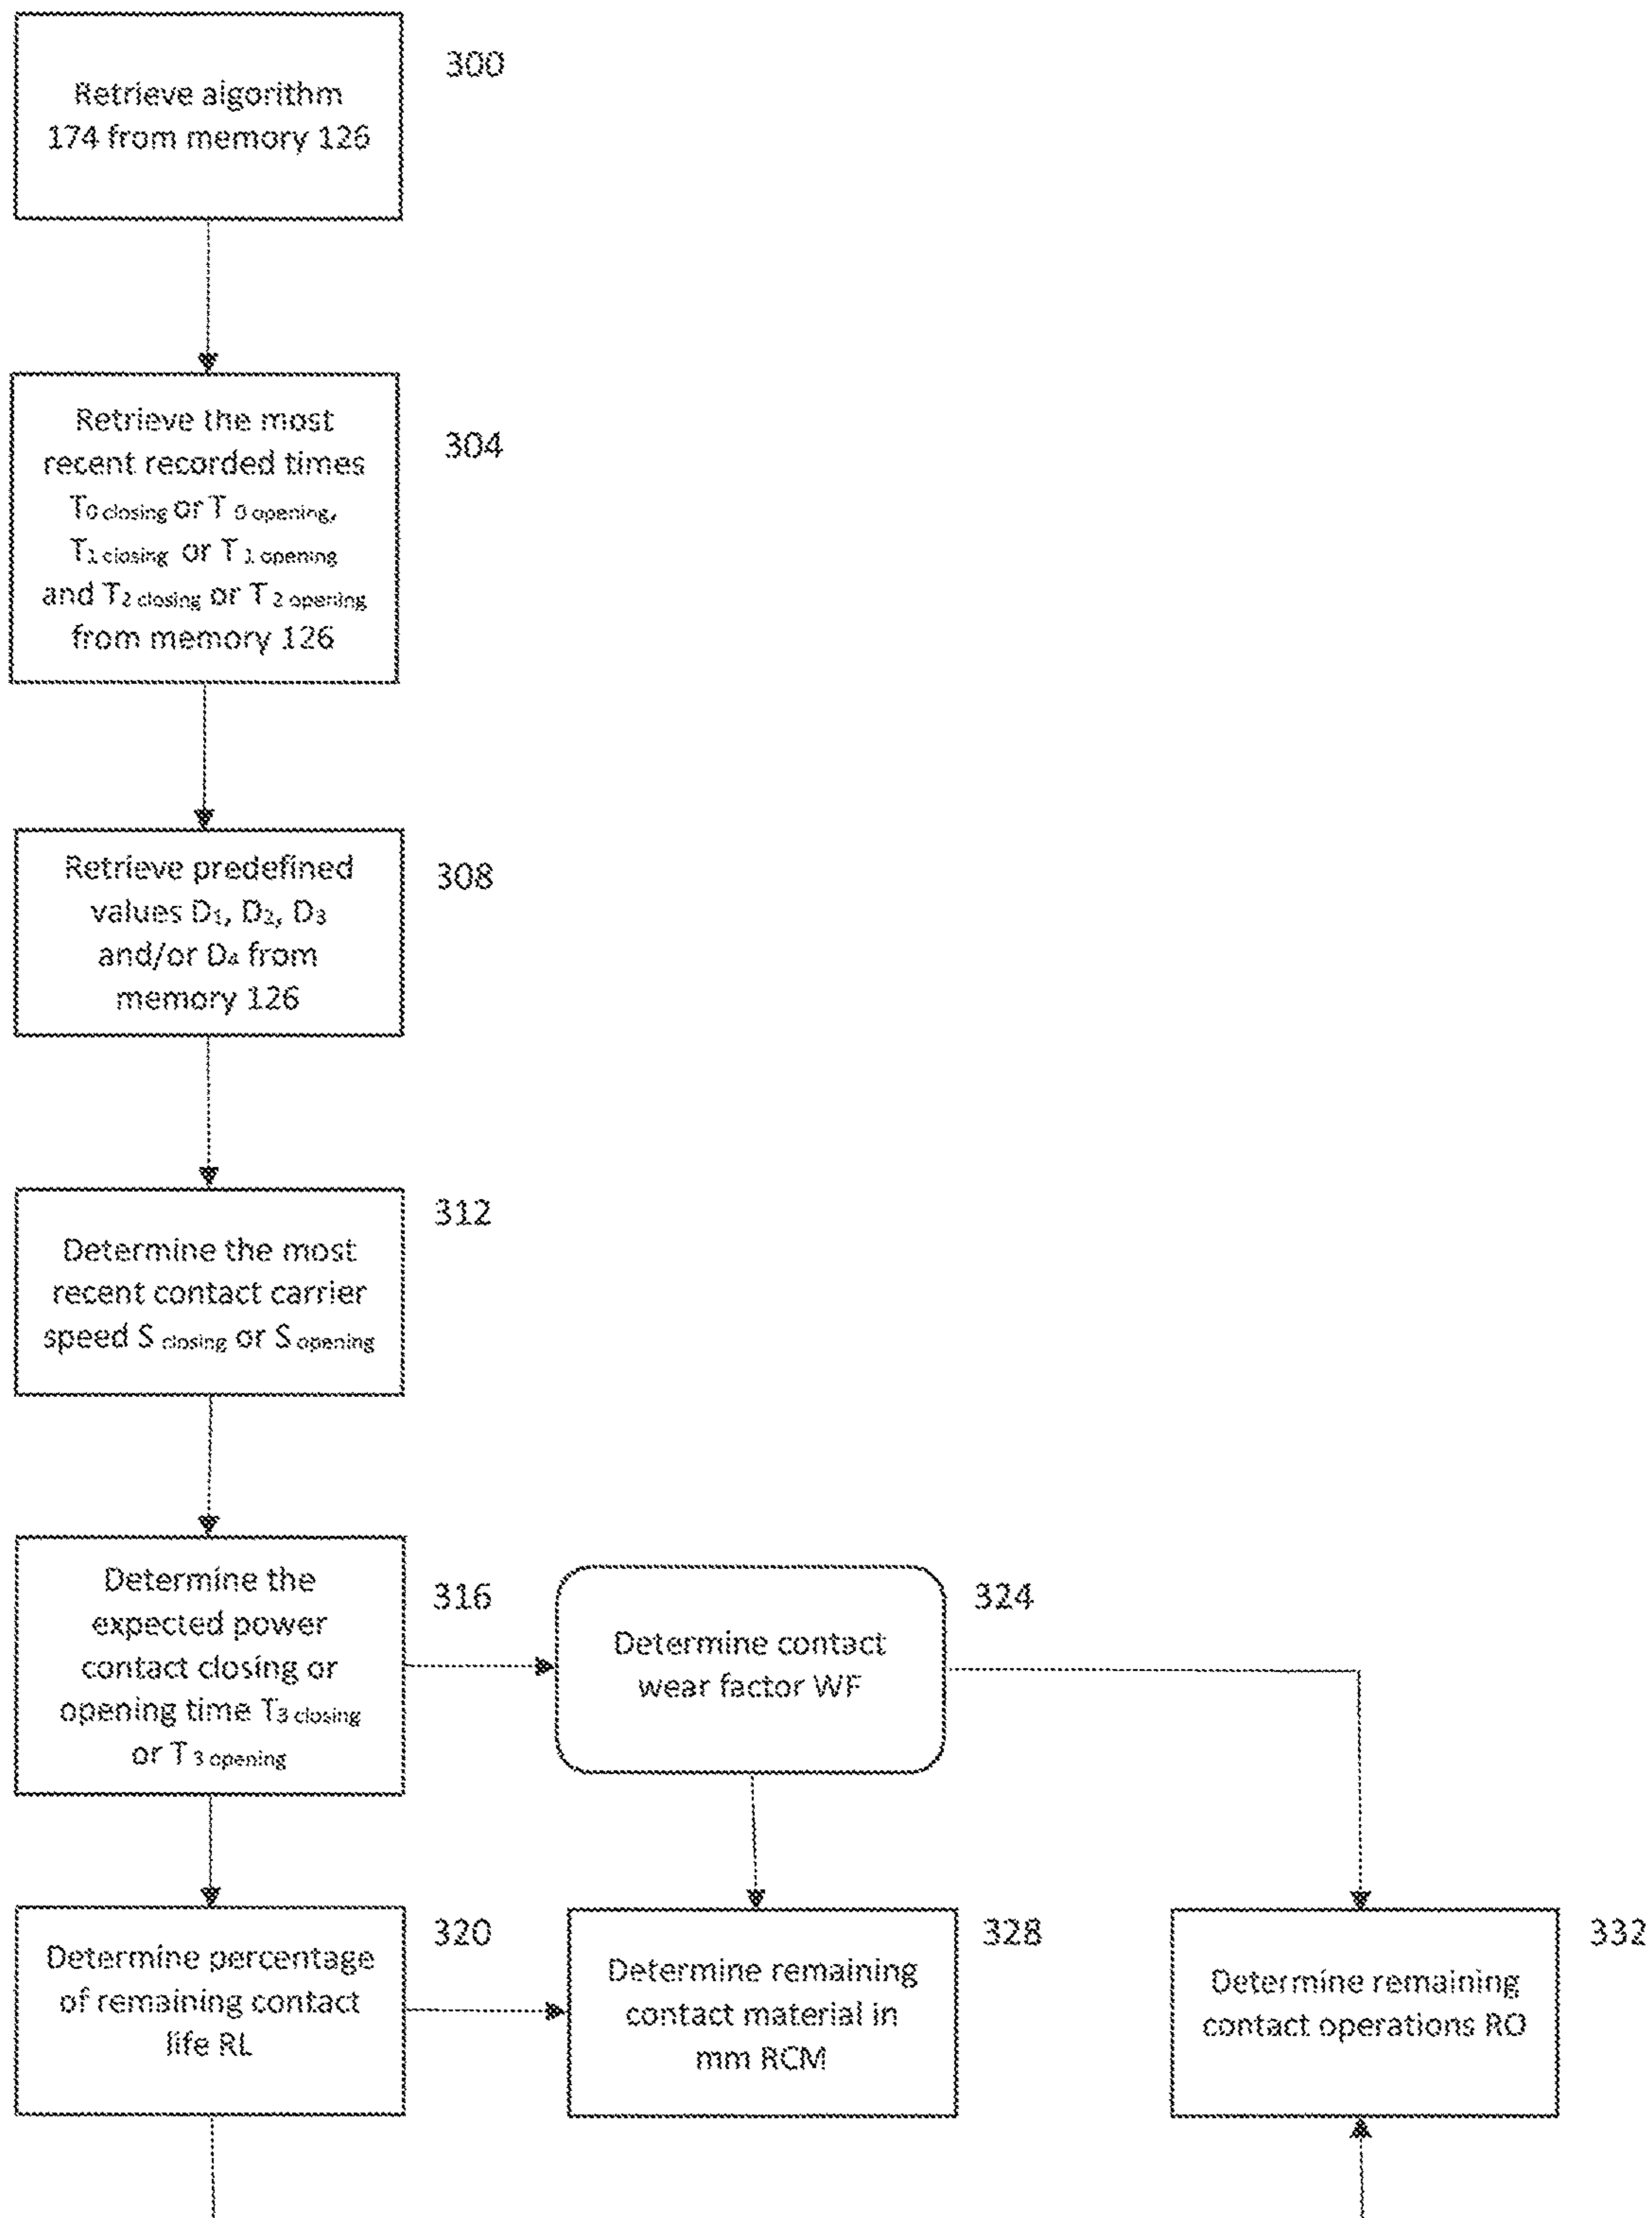 Retrieve algorithm
174 from memory 126
300
Retrieve the most
recent recorded times
T0 closing or T 0 opening,
T1 closing or T 1 opening
and T2 closing or T 2 opening
from memory 126
304
Retrieve predefined
values D1, D2, D3
and/or D4 from
memory 126
308
Determine the most
recent contact carrier
speed S closing or S opening
312
Determine the
expected power
contact closing or
opening time T3 closing
or T 3 opening
316
Determine contact
wear factor WF
324
Determine percentage
of remaining contact
life RL
320
Determine remaining
contact material in
mm RCM
328
Determine remaining
contact operations RO
332